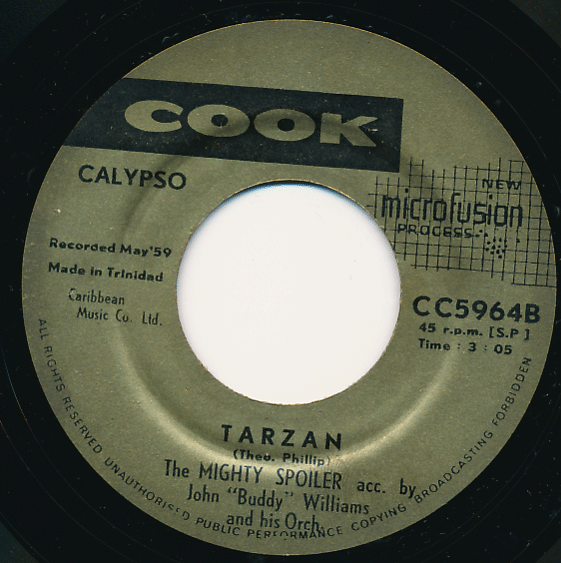 COOK
CALYPSO
NEW
microfusion
PROCESS
Recorded May'59
Made in Trinidad
Caribbean
Music Co. Ltd.
CC5964B
45 r.p.m. [S.P]
Time : 3 : 05
TARZAN
(Theo. Phillip)
The MIGHTY SPOILER acc. by
John "Buddy" Williams
and his Orch.
ALL RIGHTS RESERVED UNAUTHORISED PUBLIC PERFORMANCE COPYING BROADCASTING FORBIDDEN